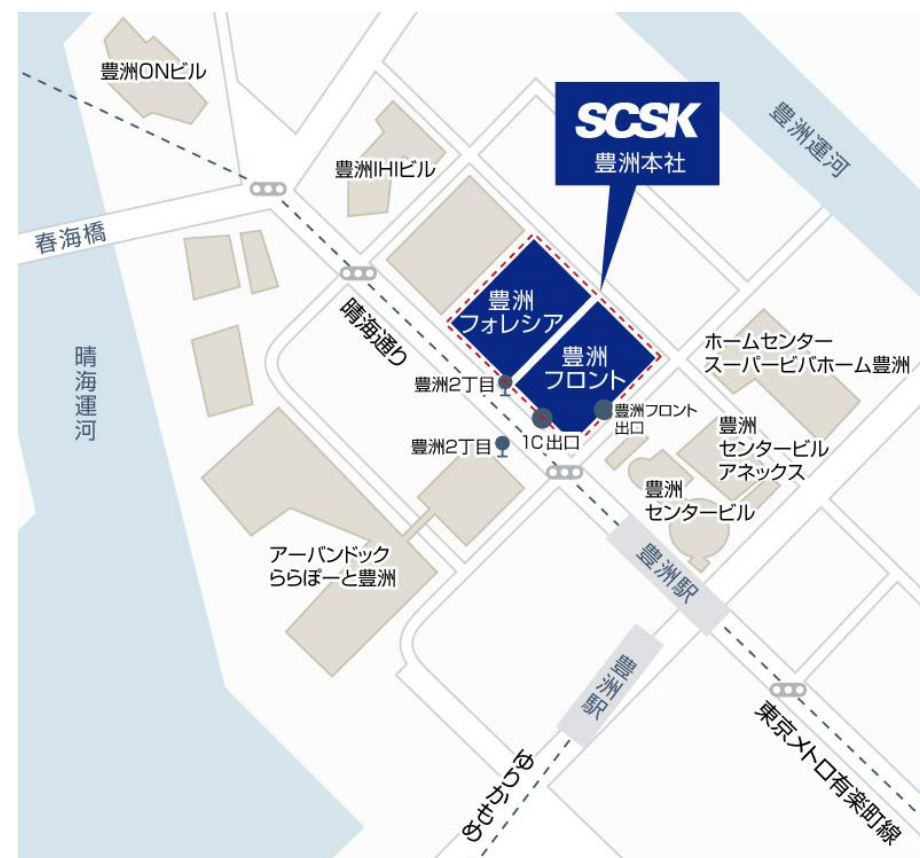 豊洲ONビル
SCSK
豊洲本社
豊洲運河
豊洲IHIビル
春海橋
豊洲
フォレシア
晴海通り
豊洲
フロント
ホームセンター
スーパービバホーム豊洲
晴海運河
豊洲2丁目
豊洲フロント
出口
1C出口
豊洲2丁目
豊洲
センタービル
アネックス
豊洲
センタービル
アーバンドック
ららぽーと豊洲
豊洲駅
豊洲駅
東京メトロ有楽町線
ゆりかもめ